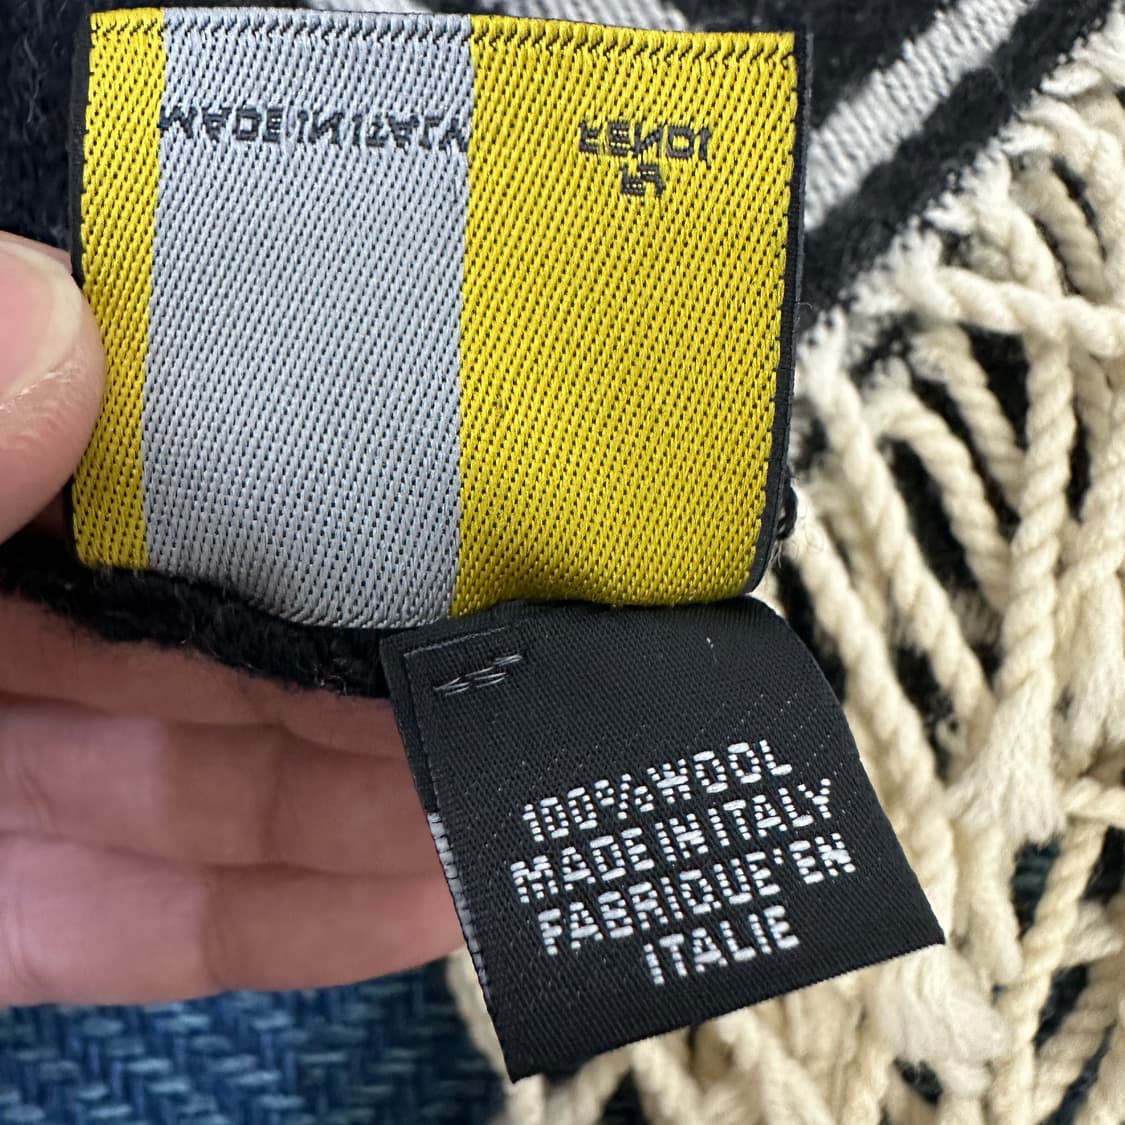 MADE IN ITALY
FENDI
100%WOOL
MADE IN ITALY
FABRIQUE'EN
ITALIE